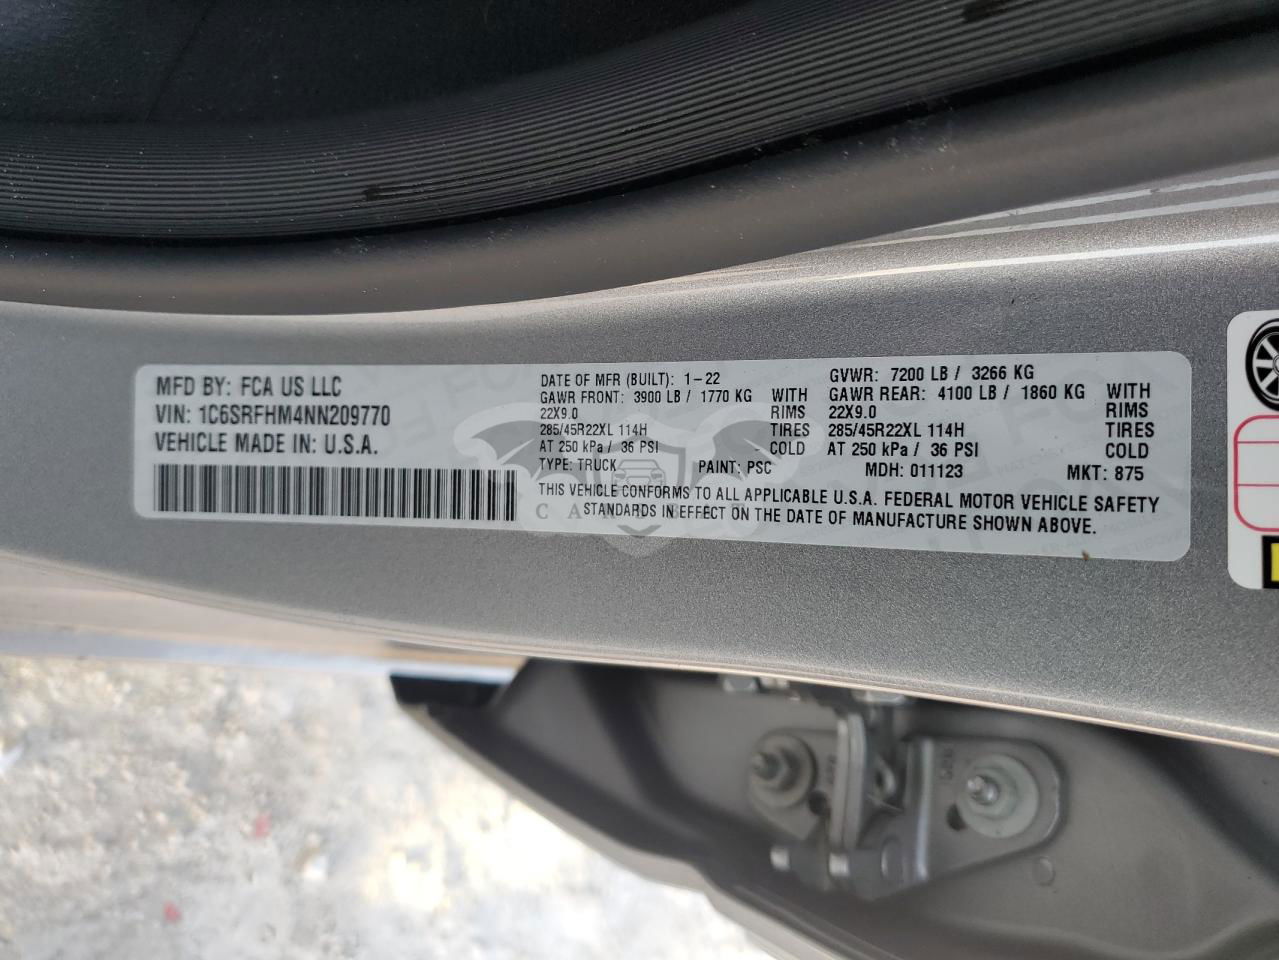 MFD BY: FCA US LLC
VIN: 1C6SRFHM4NN209770
VEHICLE MADE IN: U.S.A.
DATE OF MFR (BUILT): 1-22
GAWR FRONT: 3900 LB / 1770 KG WITH
22X9.0 RIMS
285/45R22XL 114H TIRES
AT 250 kPa / 36 PSI COLD
GVWR: 7200 LB / 3266 KG
GAWR REAR: 4100 LB / 1860 KG WITH
22X9.0 RIMS
285/45R22XL 114H TIRES
AT 250 kPa / 36 PSI COLD
TYPE: TRUCK PAINT: PSC MDH: 011123 MKT: 875
THIS VEHICLE CONFORMS TO ALL APPLICABLE U.S.A. FEDERAL MOTOR VEHICLE SAFETY
STANDARDS IN EFFECT ON THE DATE OF MANUFACTURE SHOWN ABOVE.